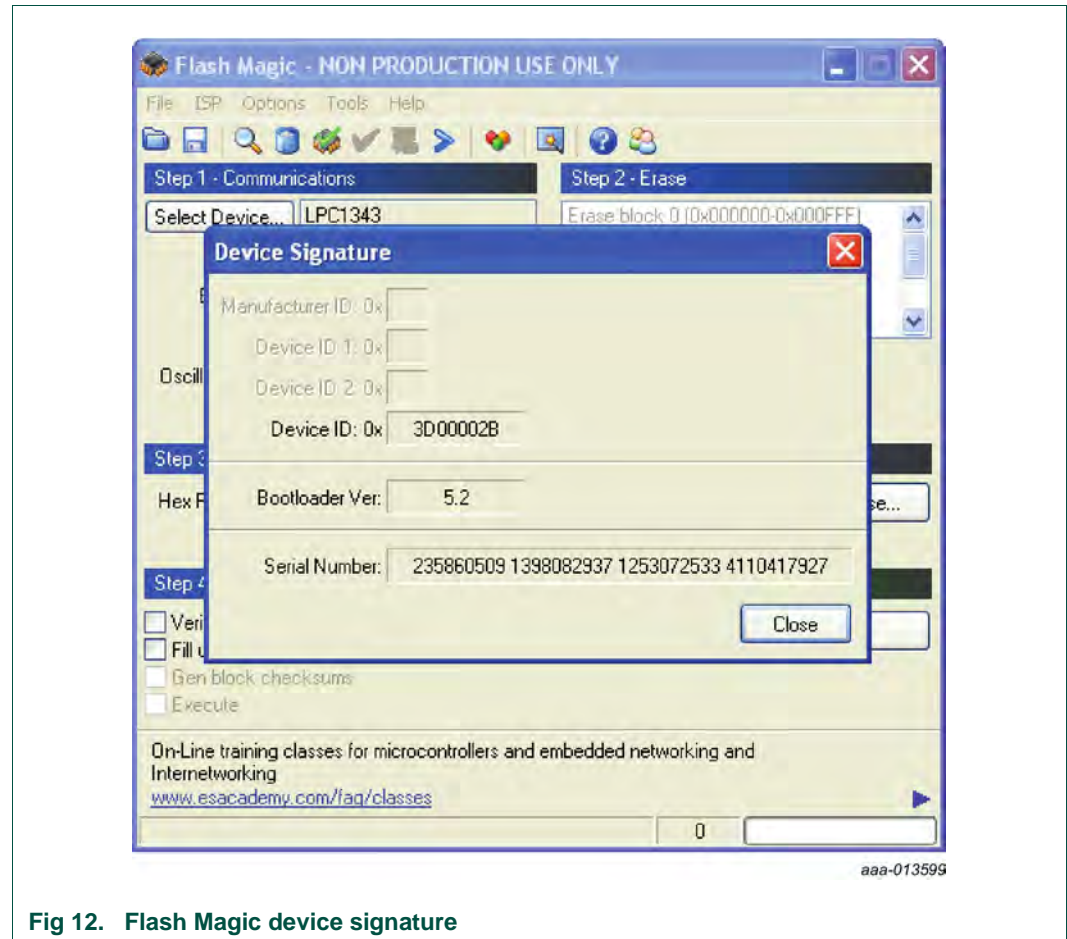 Flash Magic - NON PRODUCTION USE ONLY
File ISP Options Tools Help
Step 1 - Communications
Step 2 - Erase
Select Device... LPC1343
Erase block 0 (0x000000-0x000FFF)
Device Signature
Manufacturer ID: 0x
Device ID 1: 0x
Device ID 2: 0x
Oscill
Device ID: 0x 3D00002B
Step 3
Hex F
Bootloader Ver: 5.2
se...
Serial Number: 235860509 1398082937 1253072533 4110417927
Step 4
Close
Veri
Fill u
Gen block checksums
Execute
On-Line training classes for microcontrollers and embedded networking and
Internetworking
www.esacademy.com/faq/classes
0
aaa-013599
Fig 12. Flash Magic device signature